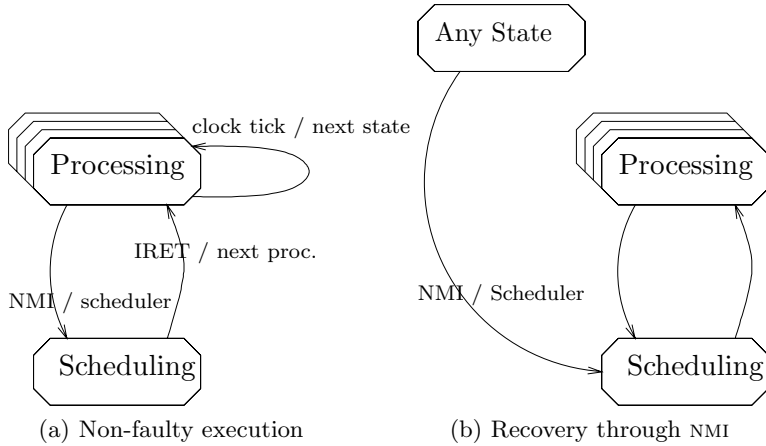 Any State
clock tick / next state
Processing
Processing
IRET / next proc.
NMI / scheduler
NMI / Scheduler
Scheduling
Scheduling
(a) Non-faulty execution
(b) Recovery through NMI